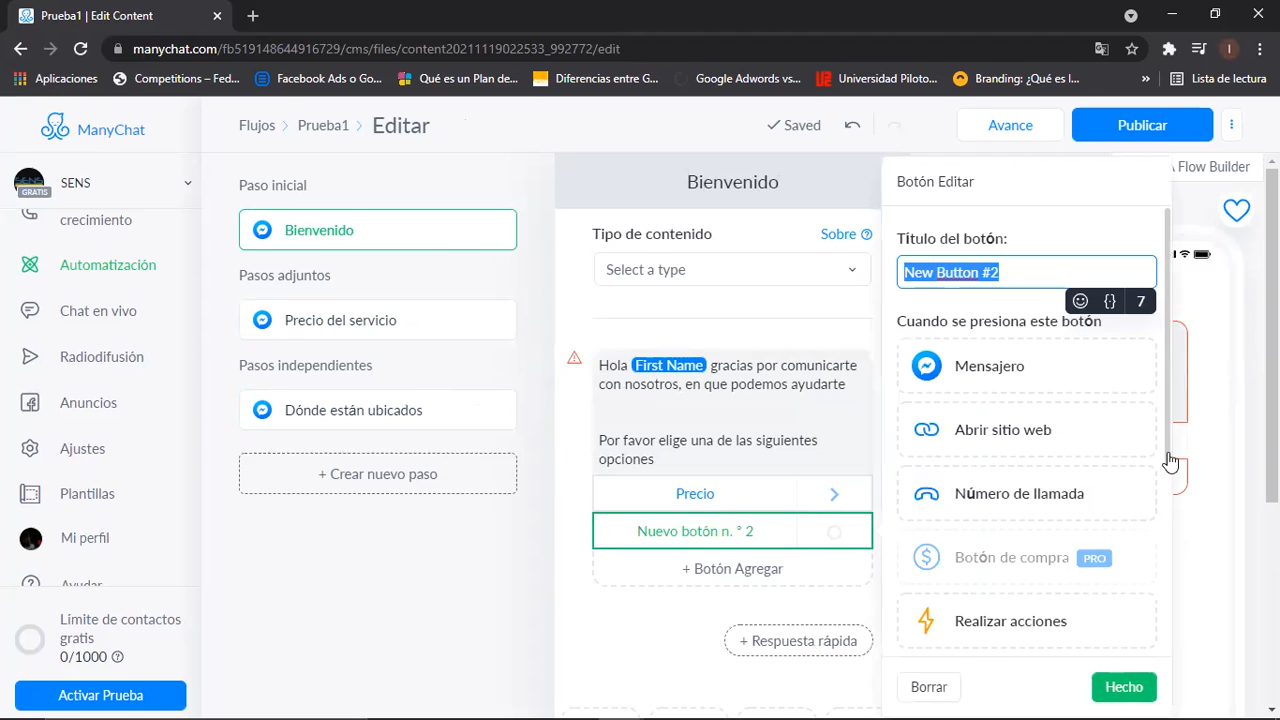 Prueba1 | Edit Content
manychat.com/fb519148644916729/cms/files/content20211119022533_992772/edit
I
Aplicaciones
Competitions – Fed...
Facebook Ads o Go...
Qué es un Plan de...
Diferencias entre G...
Google Adwords vs...
Universidad Piloto...
Branding: ¿Qué es l...
»
Lista de lectura
ManyChat
Flujos
Prueba1
Editar
Saved
Avance
Publicar
SENS
GRATIS
crecimiento
Automatización
Chat en vivo
Radiodifusión
Anuncios
Ajustes
Plantillas
Mi perfil
Ayudar
Límite de contactos
gratis
0/1000
Activar Prueba
Paso inicial
Bienvenido
Pasos adjuntos
Precio del servicio
Pasos independientes
Dónde están ubicados
+ Crear nuevo paso
Bienvenido
Tipo de contenido
Sobre
Select a type
Hola First Name gracias por comunicarte
con nosotros, en que podemos ayudarte
Por favor elige una de las siguientes
opciones
Precio
Nuevo botón n. ° 2
+ Botón Agregar
+ Respuesta rápida
Flow Builder
Botón Editar
Título del botón:
New Button #2
7
Cuando se presiona este botón
Mensajero
Abrir sitio web
Número de llamada
Botón de compra PRO
Realizar acciones
Borrar
Hecho